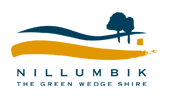 NILLUMBIK
THE GREEN WEDGE SHIRE